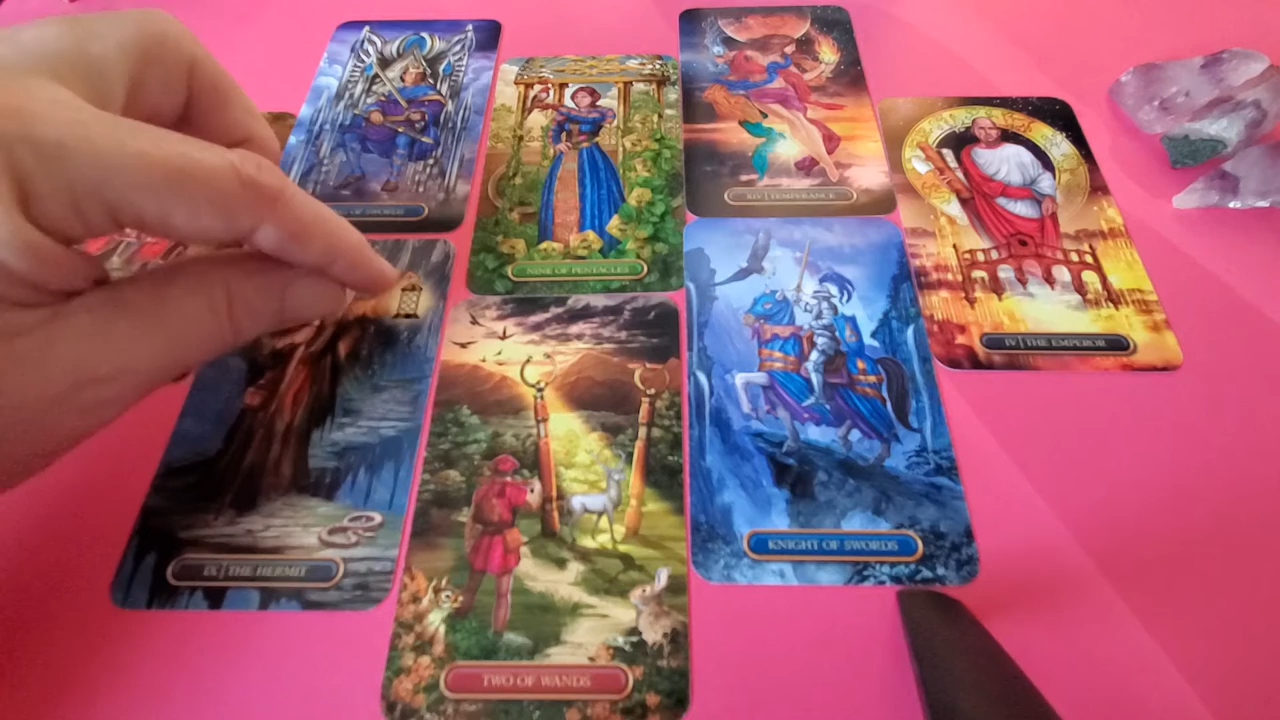 OF SWORDS
NINE OF PENTACLES
XIV | TEMPERANCE
IV | THE EMPEROR
IX | THE HERMIT
TWO OF WANDS
KNIGHT OF SWORDS